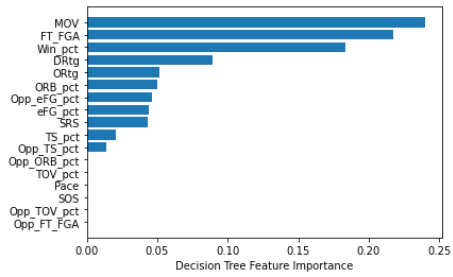 MOV
FT_FGA
Win_pct
DRtg
ORtg
ORB_pct
Opp_eFG_pct
eFG_pct
SRS
TS_pct
Opp_TS_pct
Opp_ORB_pct
TOV_pct
Pace
SOS
Opp_TOV_pct
Opp_FT_FGA
0.00 0.05 0.10 0.15 0.20 0.25
Decision Tree Feature Importance